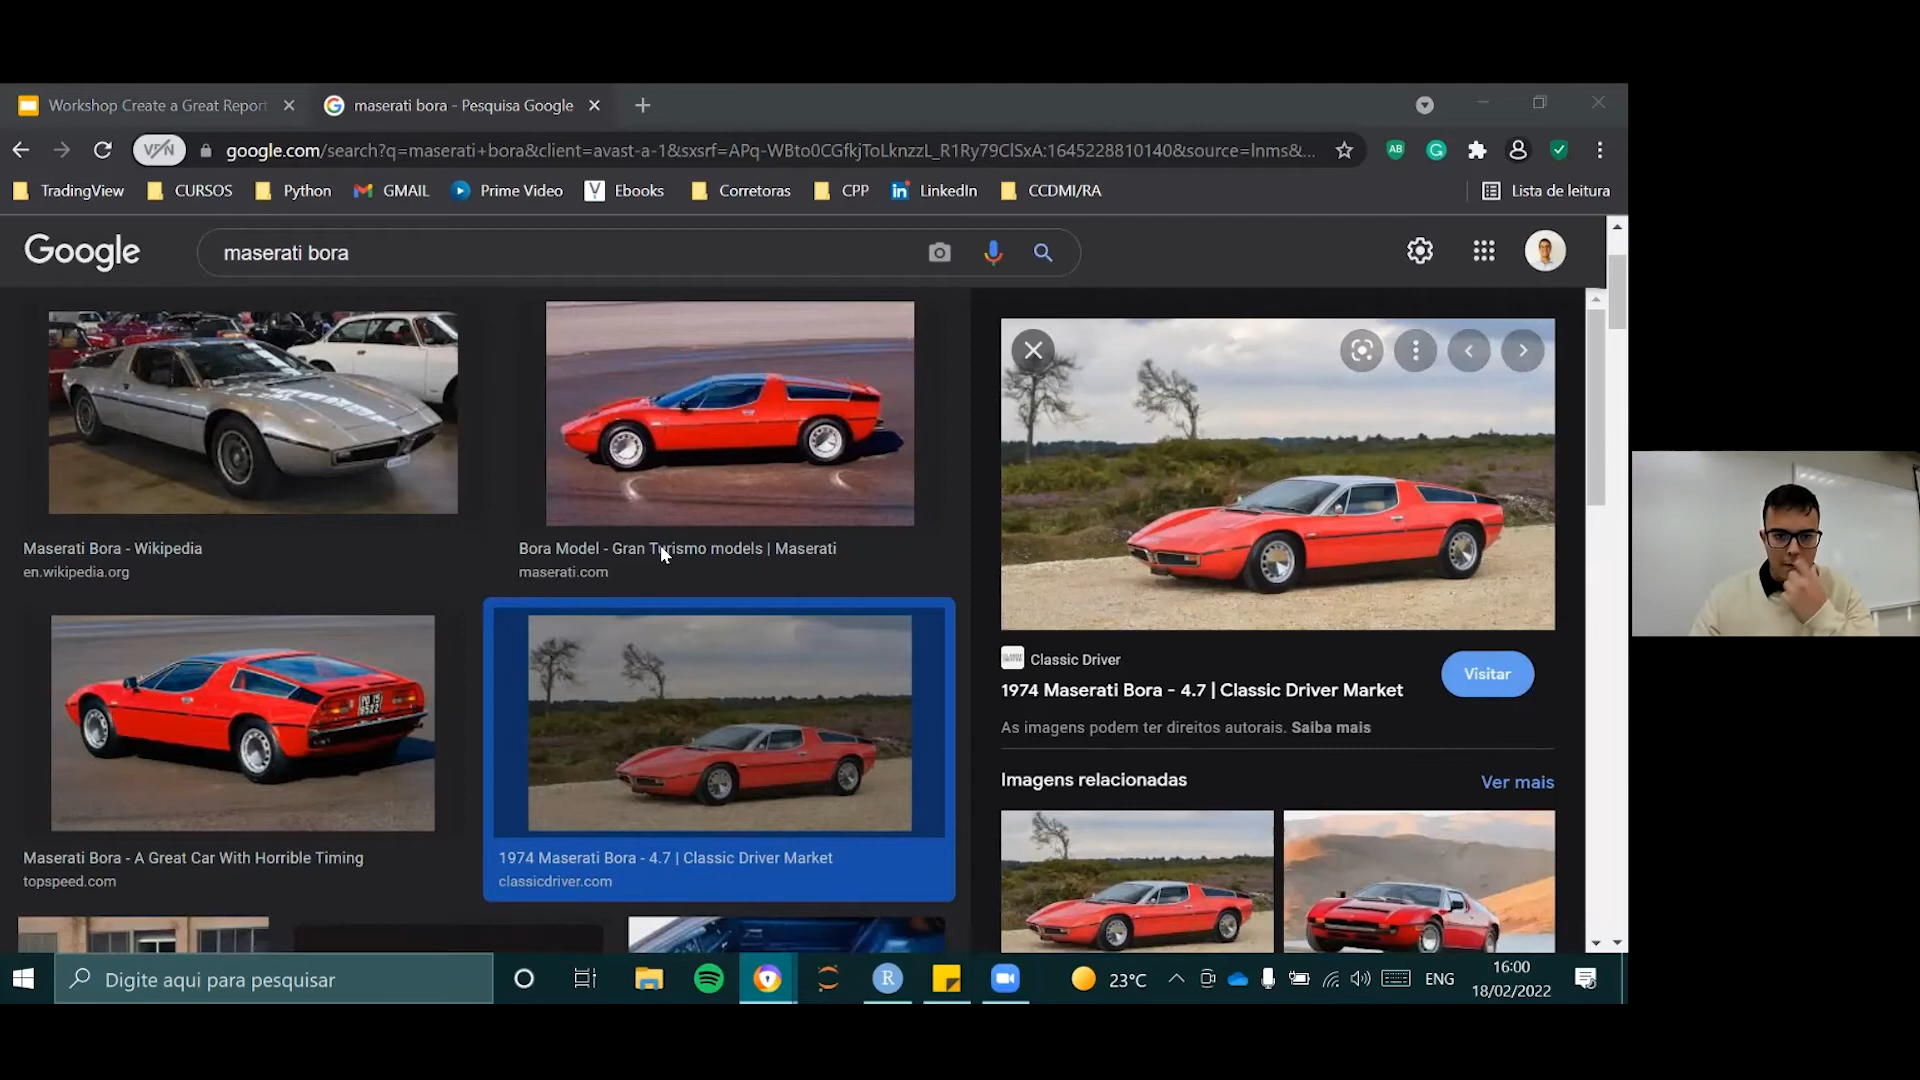 Workshop Create a Great Report
maserati bora - Pesquisa Google
VPN
google.com/search?q=maserati+bora&client=avast-a-1&sxsrf=APq-WBto0CGfkjToLknzzL_R1Ry79ClSxA:1645228810140&source=lnms&...
AB
TradingView
CURSOS
Python
GMAIL
Prime Video
Ebooks
Corretoras
CPP
LinkedIn
CCDMI/RA
Lista de leitura
Google
maserati bora
Maserati Bora - Wikipedia
en.wikipedia.org
Bora Model - Gran Turismo models | Maserati
maserati.com
Maserati Bora - A Great Car With Horrible Timing
topspeed.com
1974 Maserati Bora - 4.7 | Classic Driver Market
classicdriver.com
Classic Driver
1974 Maserati Bora - 4.7 | Classic Driver Market
Visitar
As imagens podem ter direitos autorais. Saiba mais
Imagens relacionadas
Ver mais
Digite aqui para pesquisar
R
23°C
ENG
16:00
18/02/2022